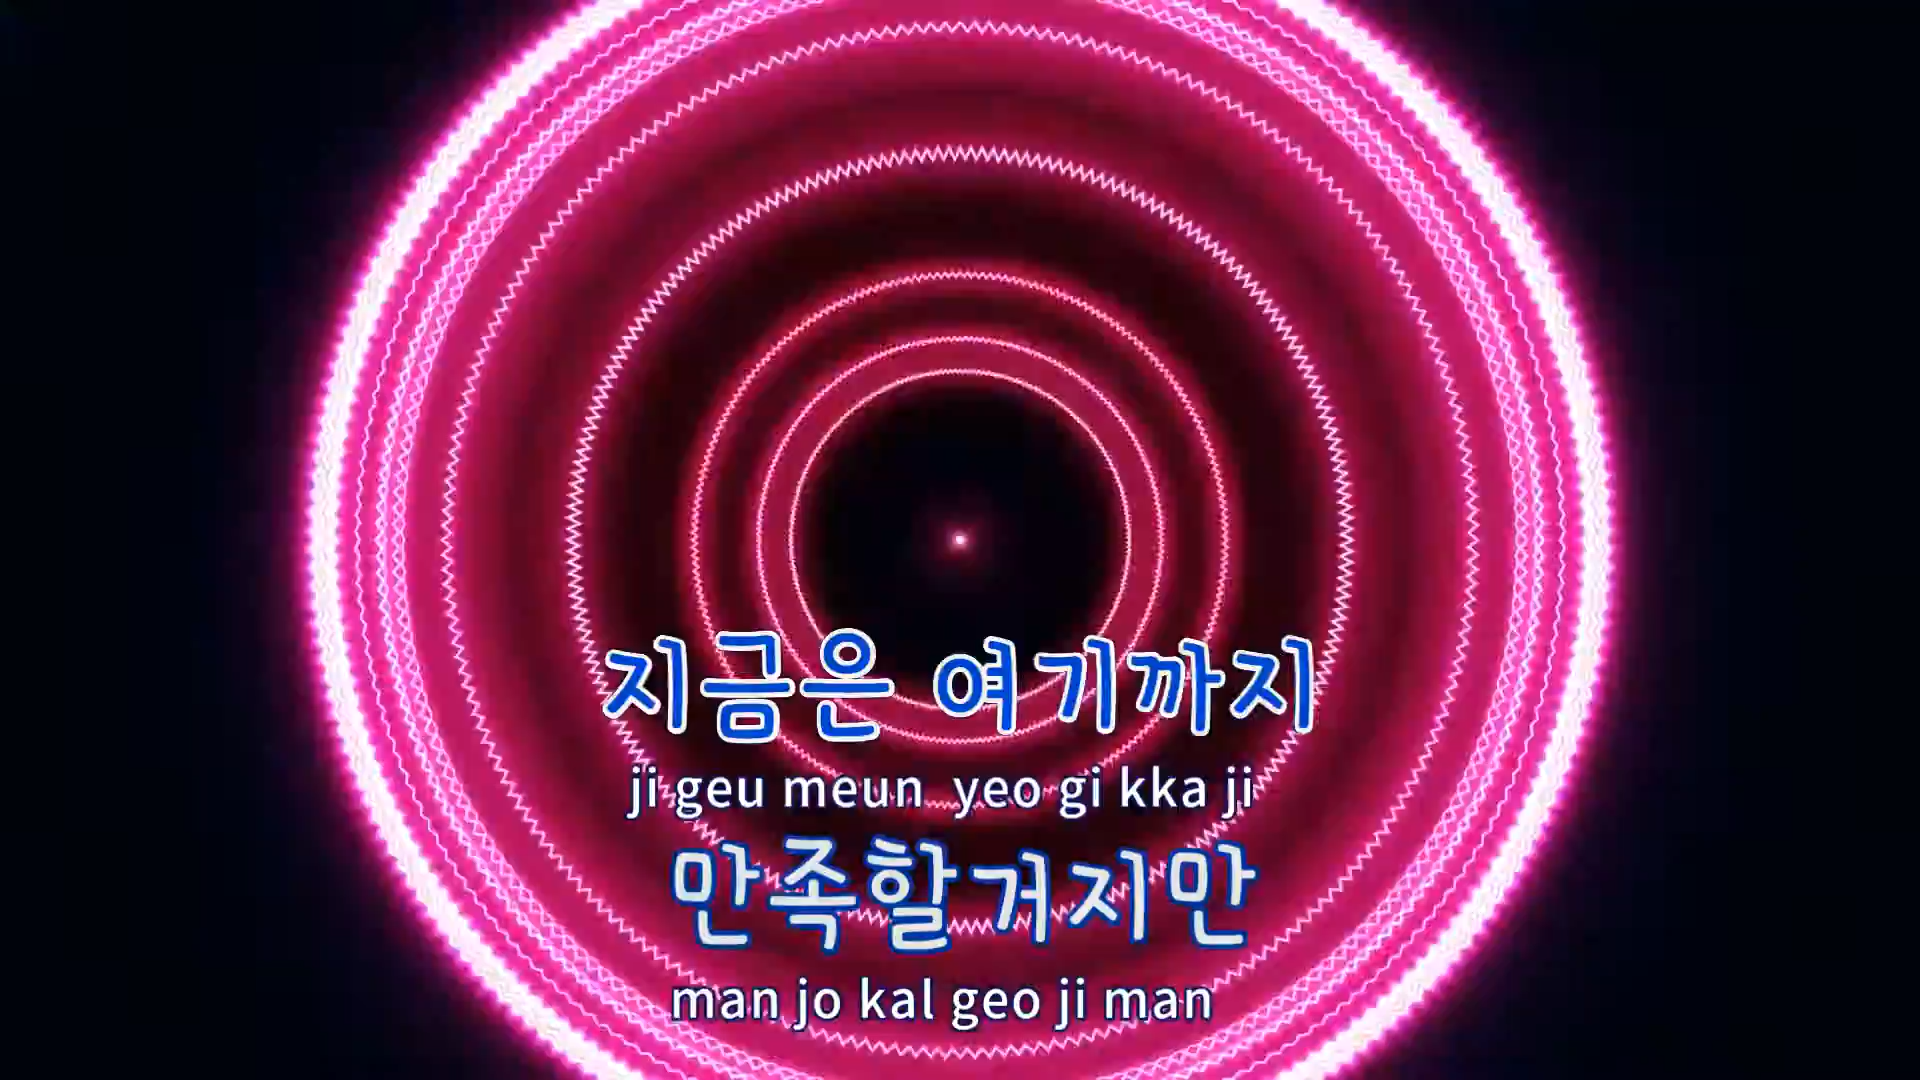 지금은 여기까지
ji geu meun yeo gi kka ji
만족할거지만
man jo kal geo ji man